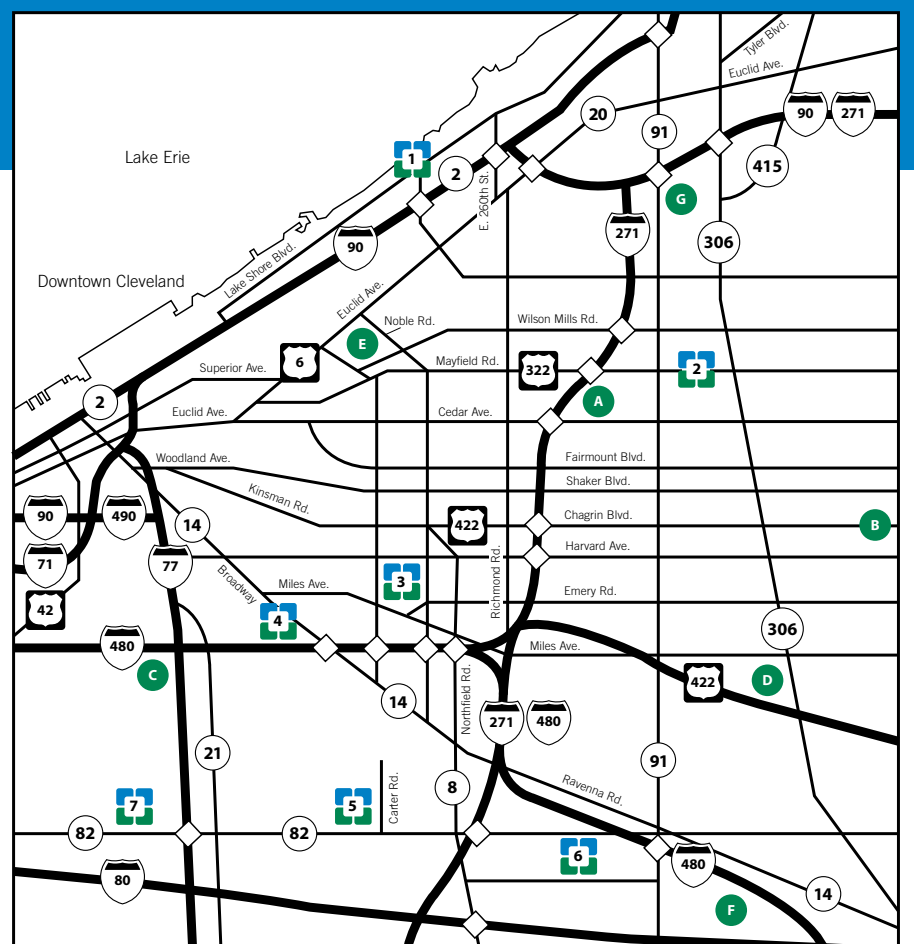 Tyler Blvd.
Euclid Ave.
20
90
271
91
Lake Erie
1
2
415
E. 260th St.
G
271
306
90
Lake Shore Blvd.
Downtown Cleveland
Euclid Ave.
Noble Rd.
Wilson Mills Rd.
E
6
Superior Ave.
Mayfield Rd.
322
2
2
A
Euclid Ave.
Cedar Ave.
Woodland Ave.
Fairmount Blvd.
Shaker Blvd.
Kinsman Rd.
90
490
14
422
Chagrin Blvd.
B
Harvard Ave.
71
77
Richmond Rd.
3
Broadway
Miles Ave.
Emery Rd.
42
4
306
480
Miles Ave.
C
422
D
14
Northfield Rd.
271
480
21
91
Ravenna Rd.
8
Carter Rd.
7
5
82
82
6
480
80
14
F